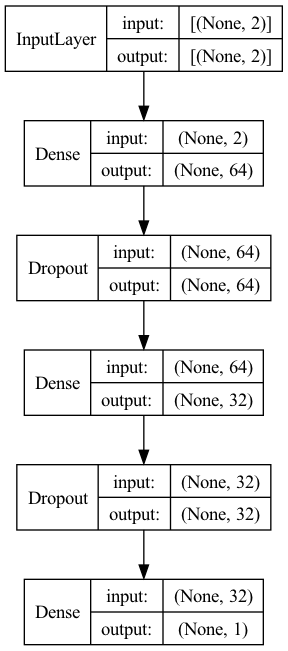 InputLayer input: [(None, 2)]
output: [(None, 2)]
Dense input: (None, 2)
output: (None, 64)
Dropout input: (None, 64)
output: (None, 64)
Dense input: (None, 64)
output: (None, 32)
Dropout input: (None, 32)
output: (None, 32)
Dense input: (None, 32)
output: (None, 1)